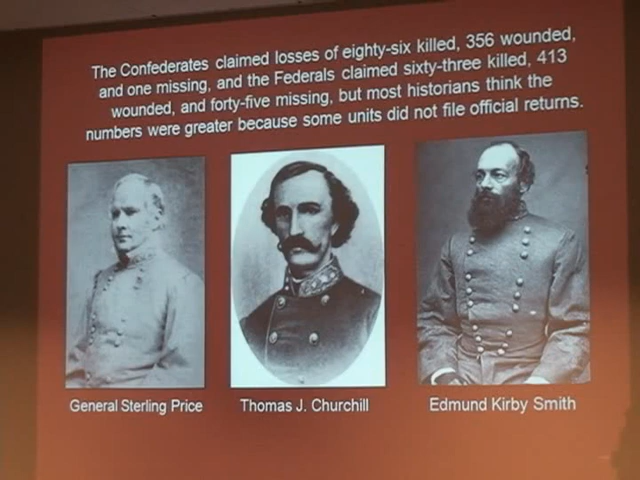 The Confederates claimed losses of eighty-six killed, 356 wounded,
and one missing, and the Federals claimed sixty-three killed, 413
wounded, and forty-five missing, but most historians think the
numbers were greater because some units did not file official returns.
General Sterling Price
Thomas J. Churchill
Edmund Kirby Smith